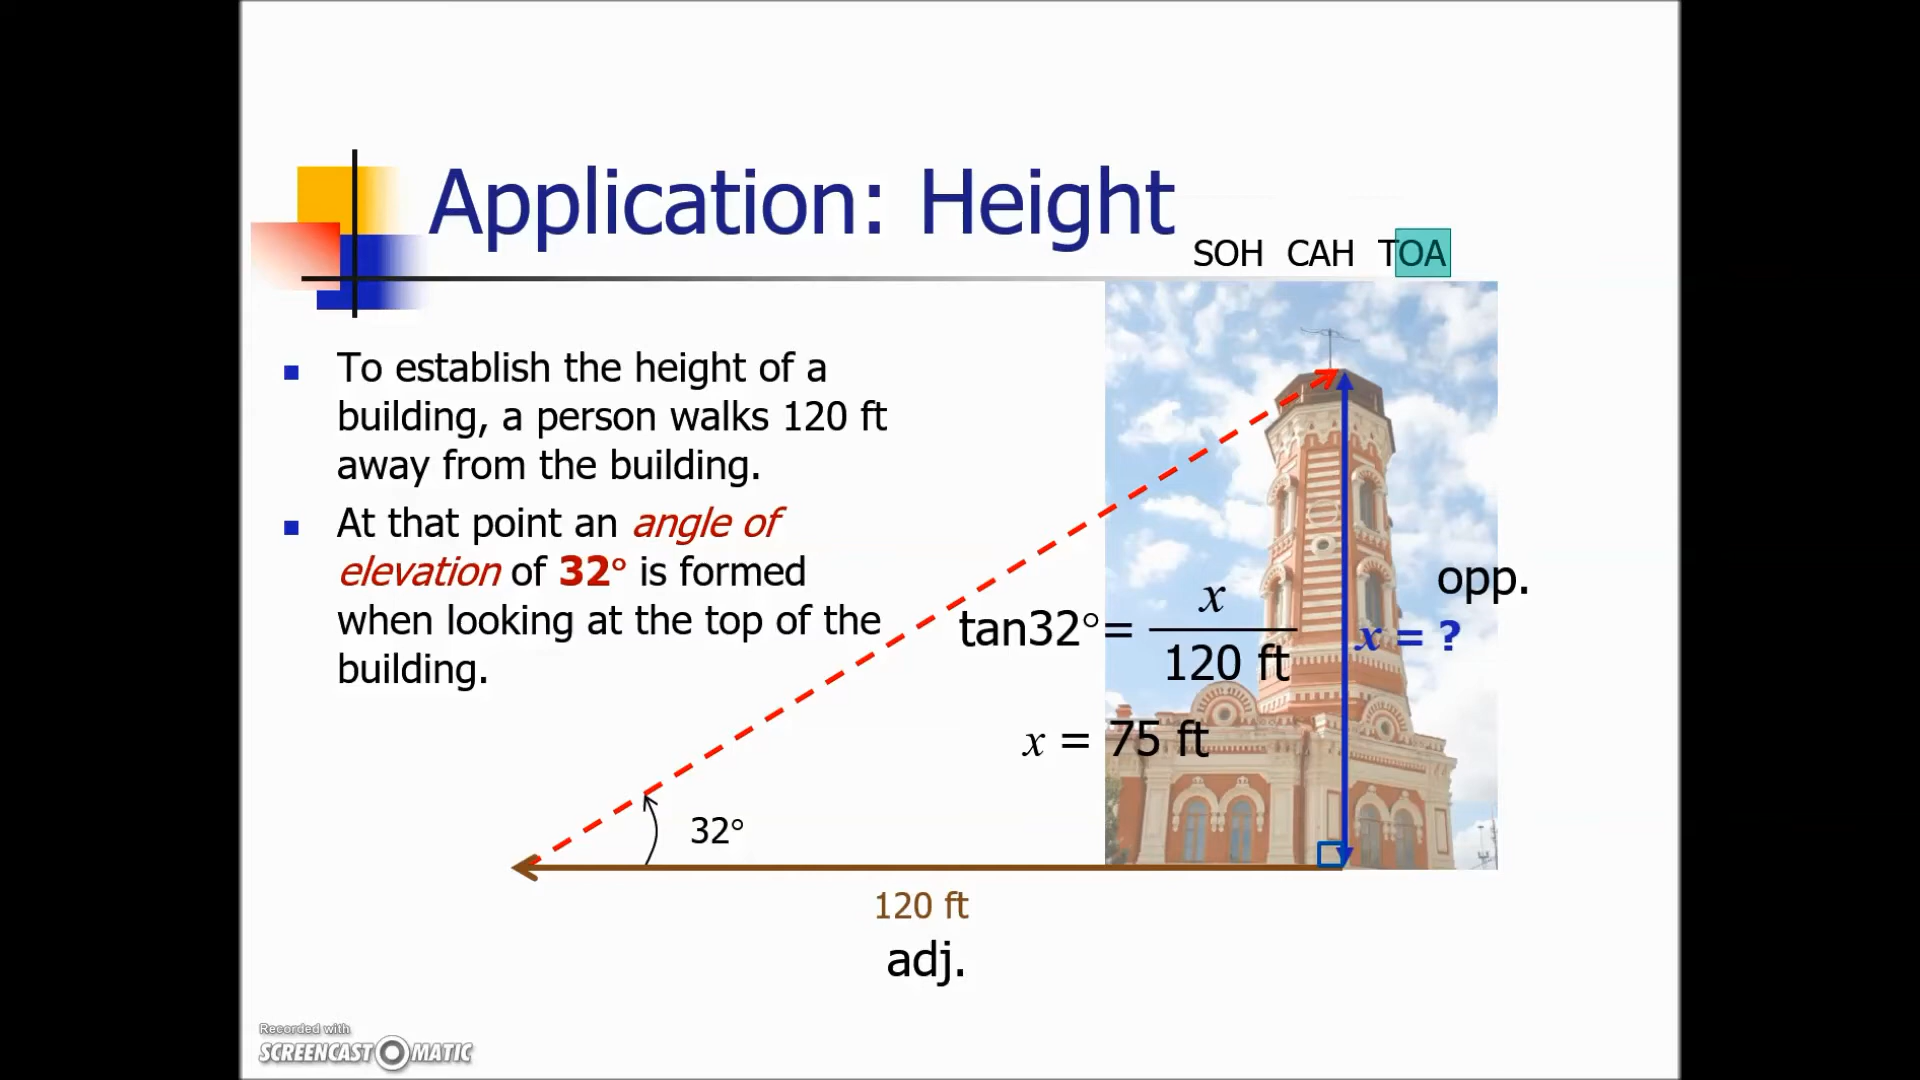 Application: Height
SOH CAH TOA
To establish the height of a
building, a person walks 120 ft
away from the building.
At that point an angle of
elevation of 32° is formed
when looking at the top of the
building.
opp.
x = ?
tan32°= x / 120 ft
x = 75 ft
32°
120 ft
adj.
Recorded with
SCREENCAST MATIC